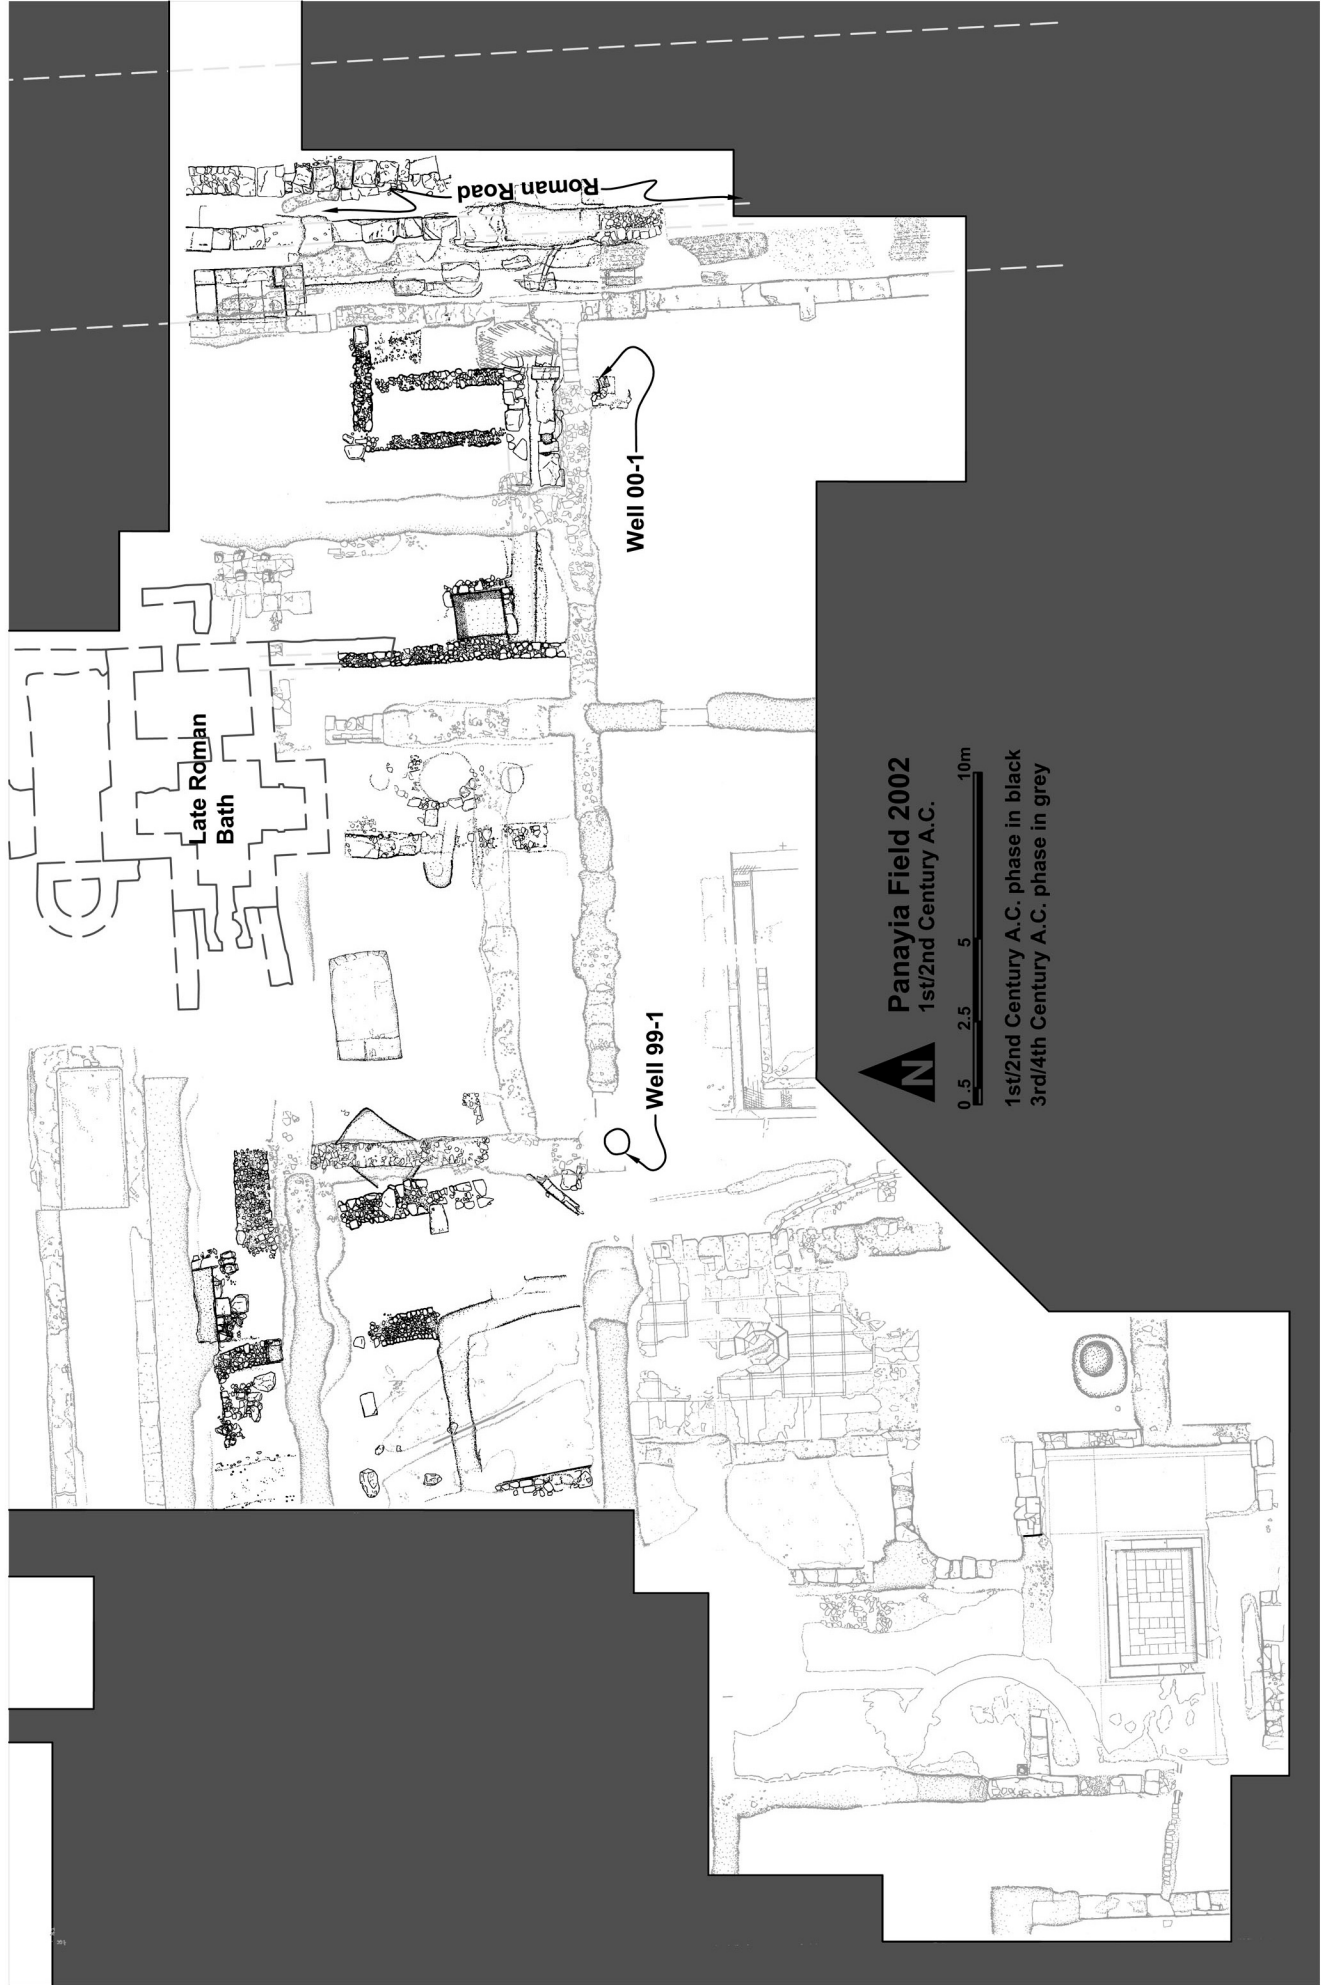 Roman Road
Well 00-1
Late Roman
Bath
Well 99-1
Panayia Field 2002
1st/2nd Century A.C.
N
0 .5 2.5 5 10m
1st/2nd Century A.C. phase in black
3rd/4th Century A.C. phase in grey